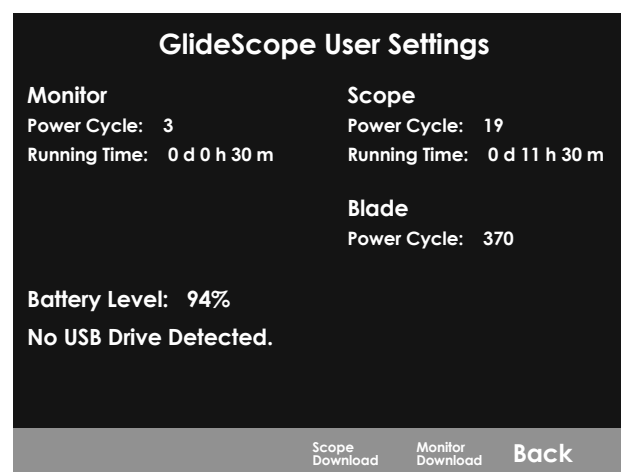 GlideScope User Settings
Monitor
Power Cycle: 3
Running Time: 0 d 0 h 30 m
Scope
Power Cycle: 19
Running Time: 0 d 11 h 30 m
Blade
Power Cycle: 370
Battery Level: 94%
No USB Drive Detected.
Scope
Download
Monitor
Download
Back